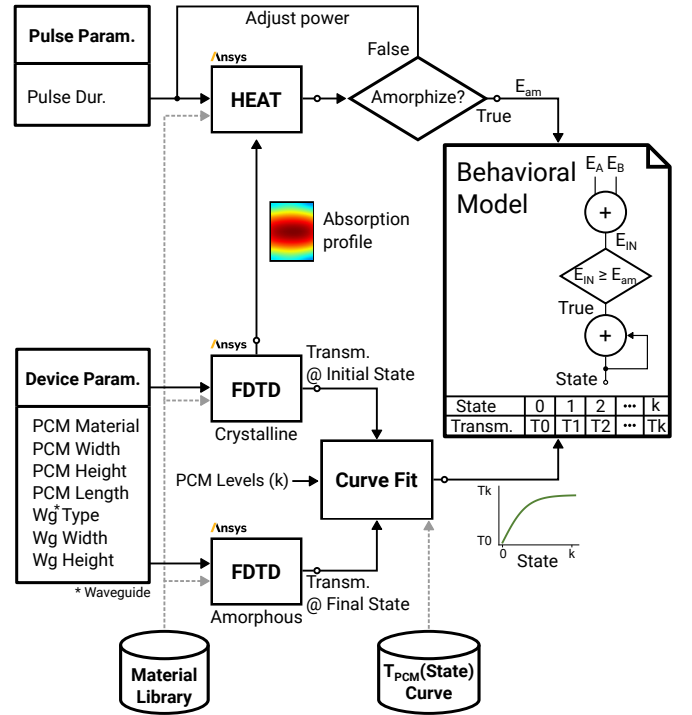 Pulse Param.
Pulse Dur.
Adjust power
Ansys
HEAT
False
Amorphize?
True
Eam
Behavioral
Model
EA EB
+
EIN
EIN ≥ Eam
True
+
State
State 0 1 2 ··· k
Transm. T0 T1 T2 ··· Tk
Absorption
profile
Device Param.
PCM Material
PCM Width
PCM Height
PCM Length
Wg* Type
Wg Width
Wg Height
* Waveguide
Ansys
FDTD
Crystalline
Transm.
@ Initial State
PCM Levels (k)
Curve Fit
Tk
T0
0
k
State
Ansys
FDTD
Amorphous
Transm.
@ Final State
Material
Library
TPCM(State)
Curve